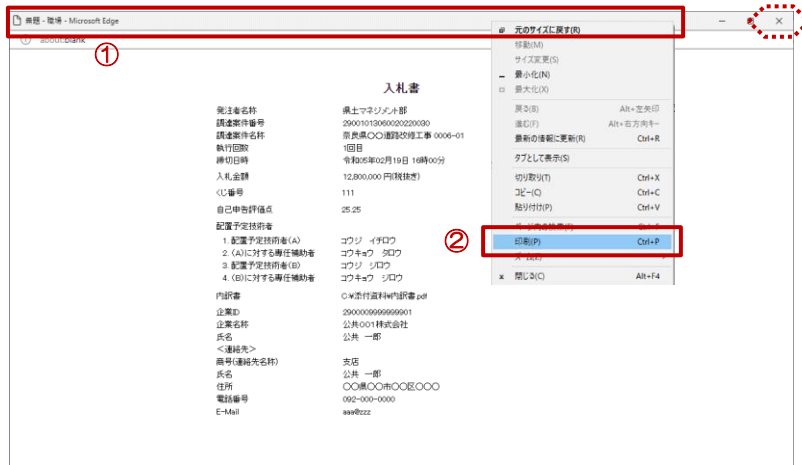 無題 - 職場 - Microsoft Edge
about:blank
①
入札書
発注者名称 県土マネジメント部
調達案件番号 29001013060020220030
調達案件名称 奈良県〇〇道路改修工事 0006-01
執行回数 1回目
締切日時 令和05年02月19日 16時00分
入札金額 12,800,000 円(税抜き)
くじ番号 111
自己申告評価点 25.25
配置予定技術者
1. 配置予定技術者(A) コウジ イチロウ
2. (A)に対する専任補助者 コウキョウ タロウ
3. 配置予定技術者(B) コウジ ジロウ
4. (B)に対する専任補助者 コウキョウ ジロウ
内訳書 C:¥添付資料¥内訳書.pdf
企業ID 2900009999999901
企業名称 公共001株式会社
氏名 公共 一郎
<連絡先>
商号(連絡先名称) 支店
氏名 公共 一郎
住所 〇〇県〇〇市〇〇区〇〇〇
電話番号 092-000-0000
E-Mail aaa@zzz
元のサイズに戻す(R)
移動(M)
サイズ変更(S)
最小化(N)
最大化(X)
戻る(B) Alt+左矢印
進む(F) Alt+右方向キー
最新の情報に更新(R) Ctrl+R
タブとして表示(S)
切り取り(T) Ctrl+X
コピー(C) Ctrl+C
貼り付け(P) Ctrl+V
②
印刷(P) Ctrl+P
閉じる(C) Alt+F4